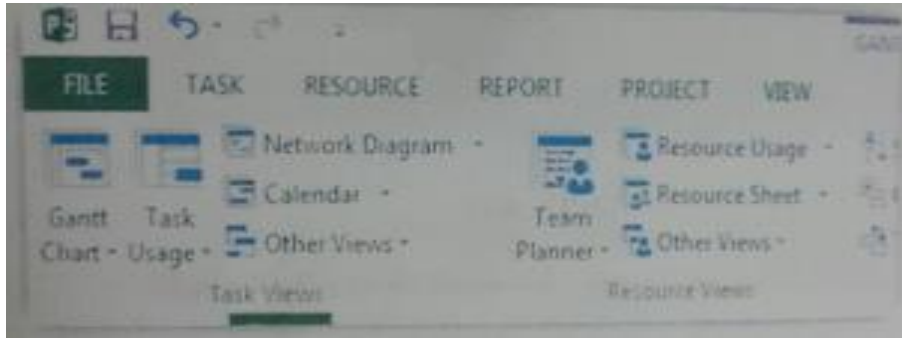 GANT
FILE TASK RESOURCE REPORT PROJECT VIEW
Network Diagram Resource Usage
Calendar Resource Sheet
Gantt Task Team
Chart Usage Other Views Planner Other Views
Task Views Resource Views